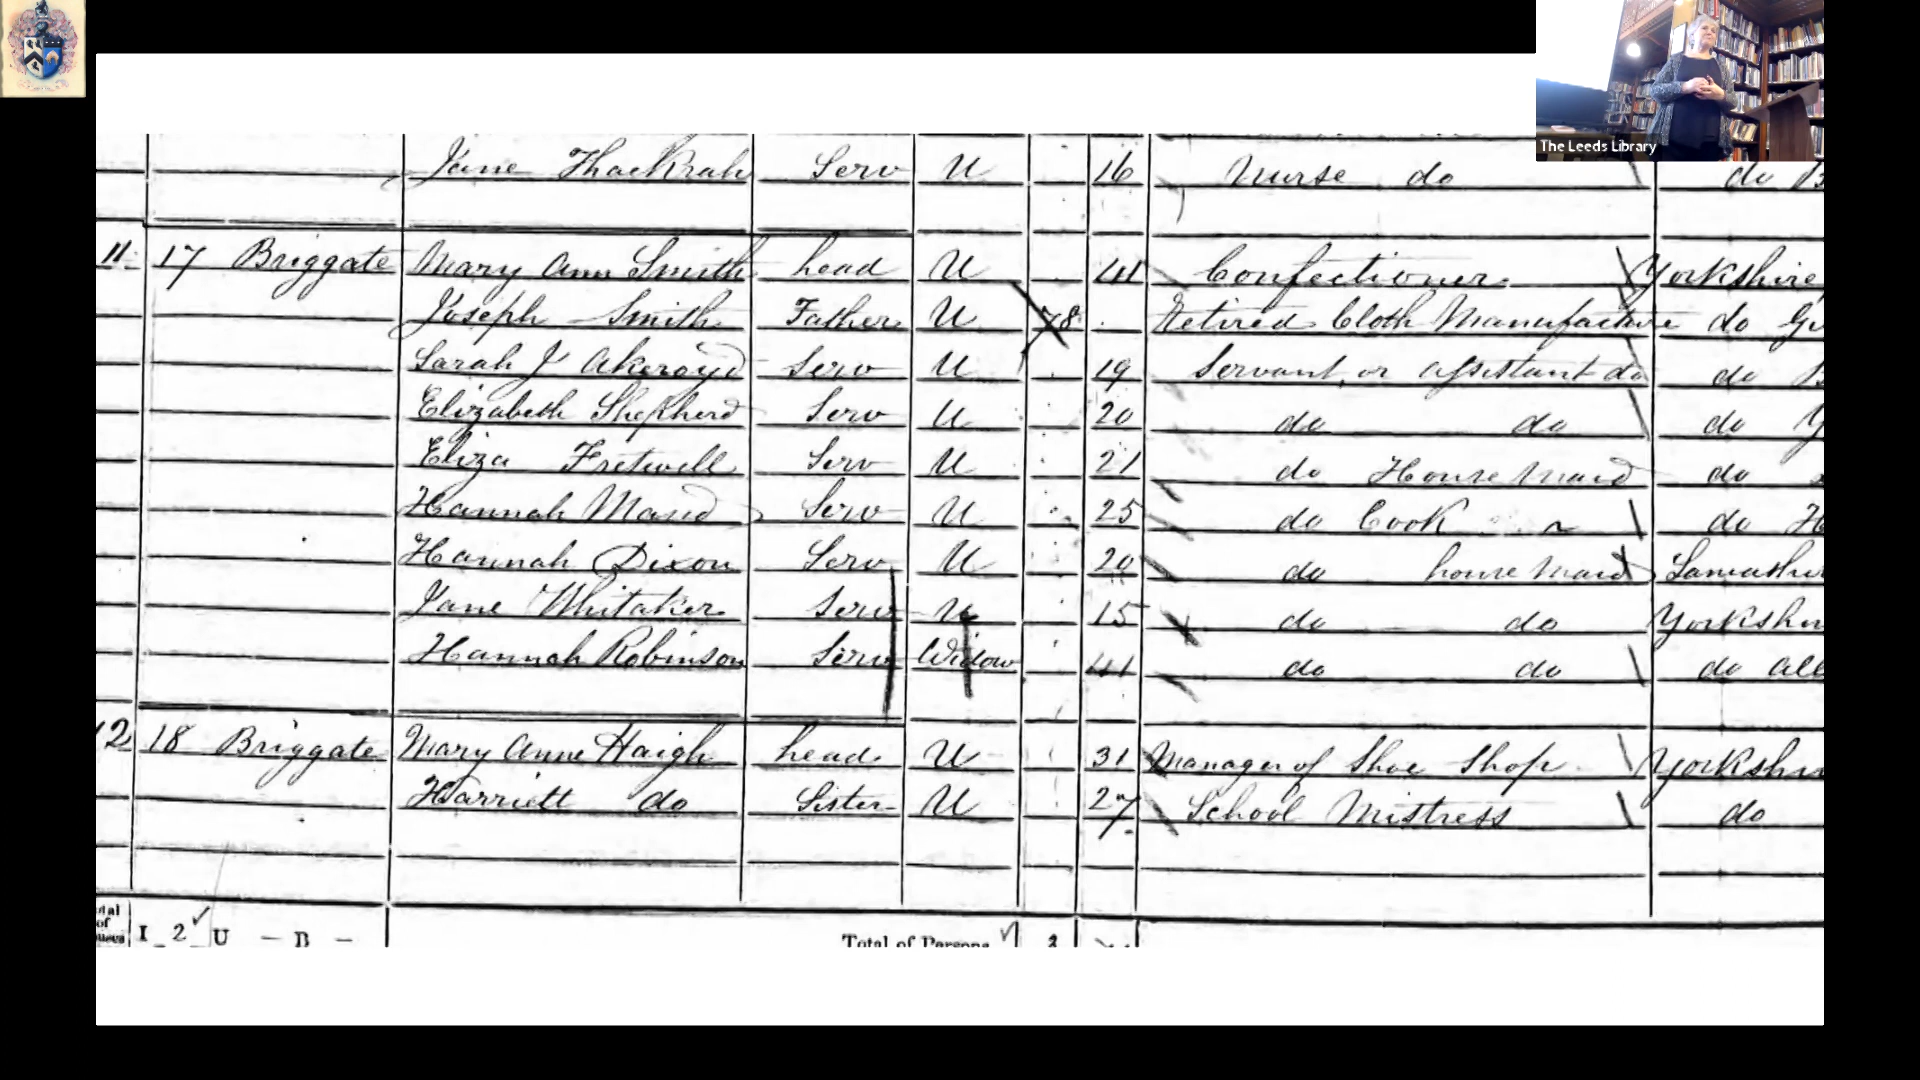 The Leeds Library
Jane Thackrah Serv U 16 Nurse do do
11 17 Briggate Mary Ann Smith head U 41 Confectioner Yorkshire
Joseph Smith Father U 78 Retired Cloth Manufacture do
Sarah J Akeroyd Serv U 19 Servant or assistant do do
Elizabeth Shepherd Serv U 20 do do do
Eliza Fretwell Serv U 21 do House Maid do
Hannah Maud Serv U 25 do Cook do
Hannah Dixon Serv U 20 do house Maid
Jane Whitaker Serv U 15 do do
Hannah Robinson Serv Widow 41 do do do
12 18 Briggate Mary Anne Haigh head U 31 Manager of Shoe Shop
Harriett do Sister U 27 School Mistress do
I 2 U - B -
Total of Persons